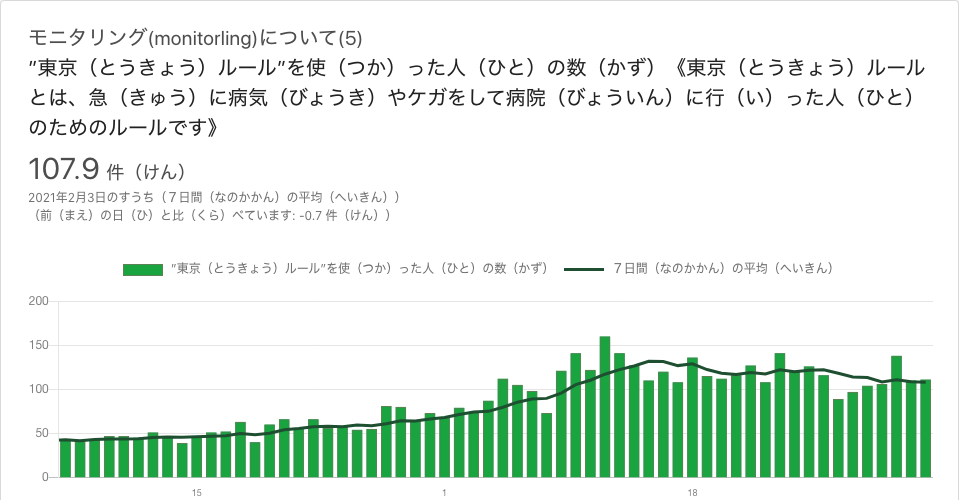 モニタリング(monitorling)について(5)
”東京（とうきょう）ルール”を使（つか）った人（ひと）の数（かず）《東京（とうきょう）ルール
とは、急（きゅう）に病気（びょうき）やケガをして病院（びょういん）に行（い）った人（ひと）
のためのルールです》
107.9 件（けん）
2021年2月3日のすうち（７日間（なのかかん）の平均（へいきん））
（前（まえ）の日（ひ）と比（くら）べています: -0.7 件（けん））
”東京（とうきょう）ルール”を使（つか）った人（ひと）の数（かず） ７日間（なのかかん）の平均（へいきん）
200
150
100
50
0
15 1 18